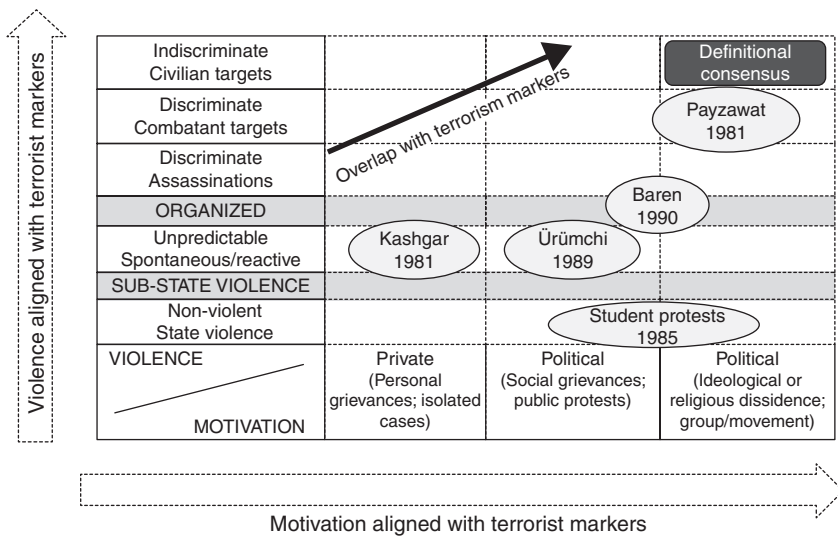 Violence aligned with terrorist markers
Indiscriminate
Civilian targets
Definitional
consensus
Overlap with terrorism markers
Discriminate
Combatant targets
Payzawat
1981
Discriminate
Assassinations
ORGANIZED
Baren
1990
Unpredictable
Spontaneous/reactive
Kashgar
1981
Ürümchi
1989
SUB-STATE VIOLENCE
Non-violent
State violence
Student protests
1985
VIOLENCE
MOTIVATION
Private
(Personal
grievances; isolated
cases)
Political
(Social grievances;
public protests)
Political
(Ideological or
religious dissidence;
group/movement)
Motivation aligned with terrorist markers